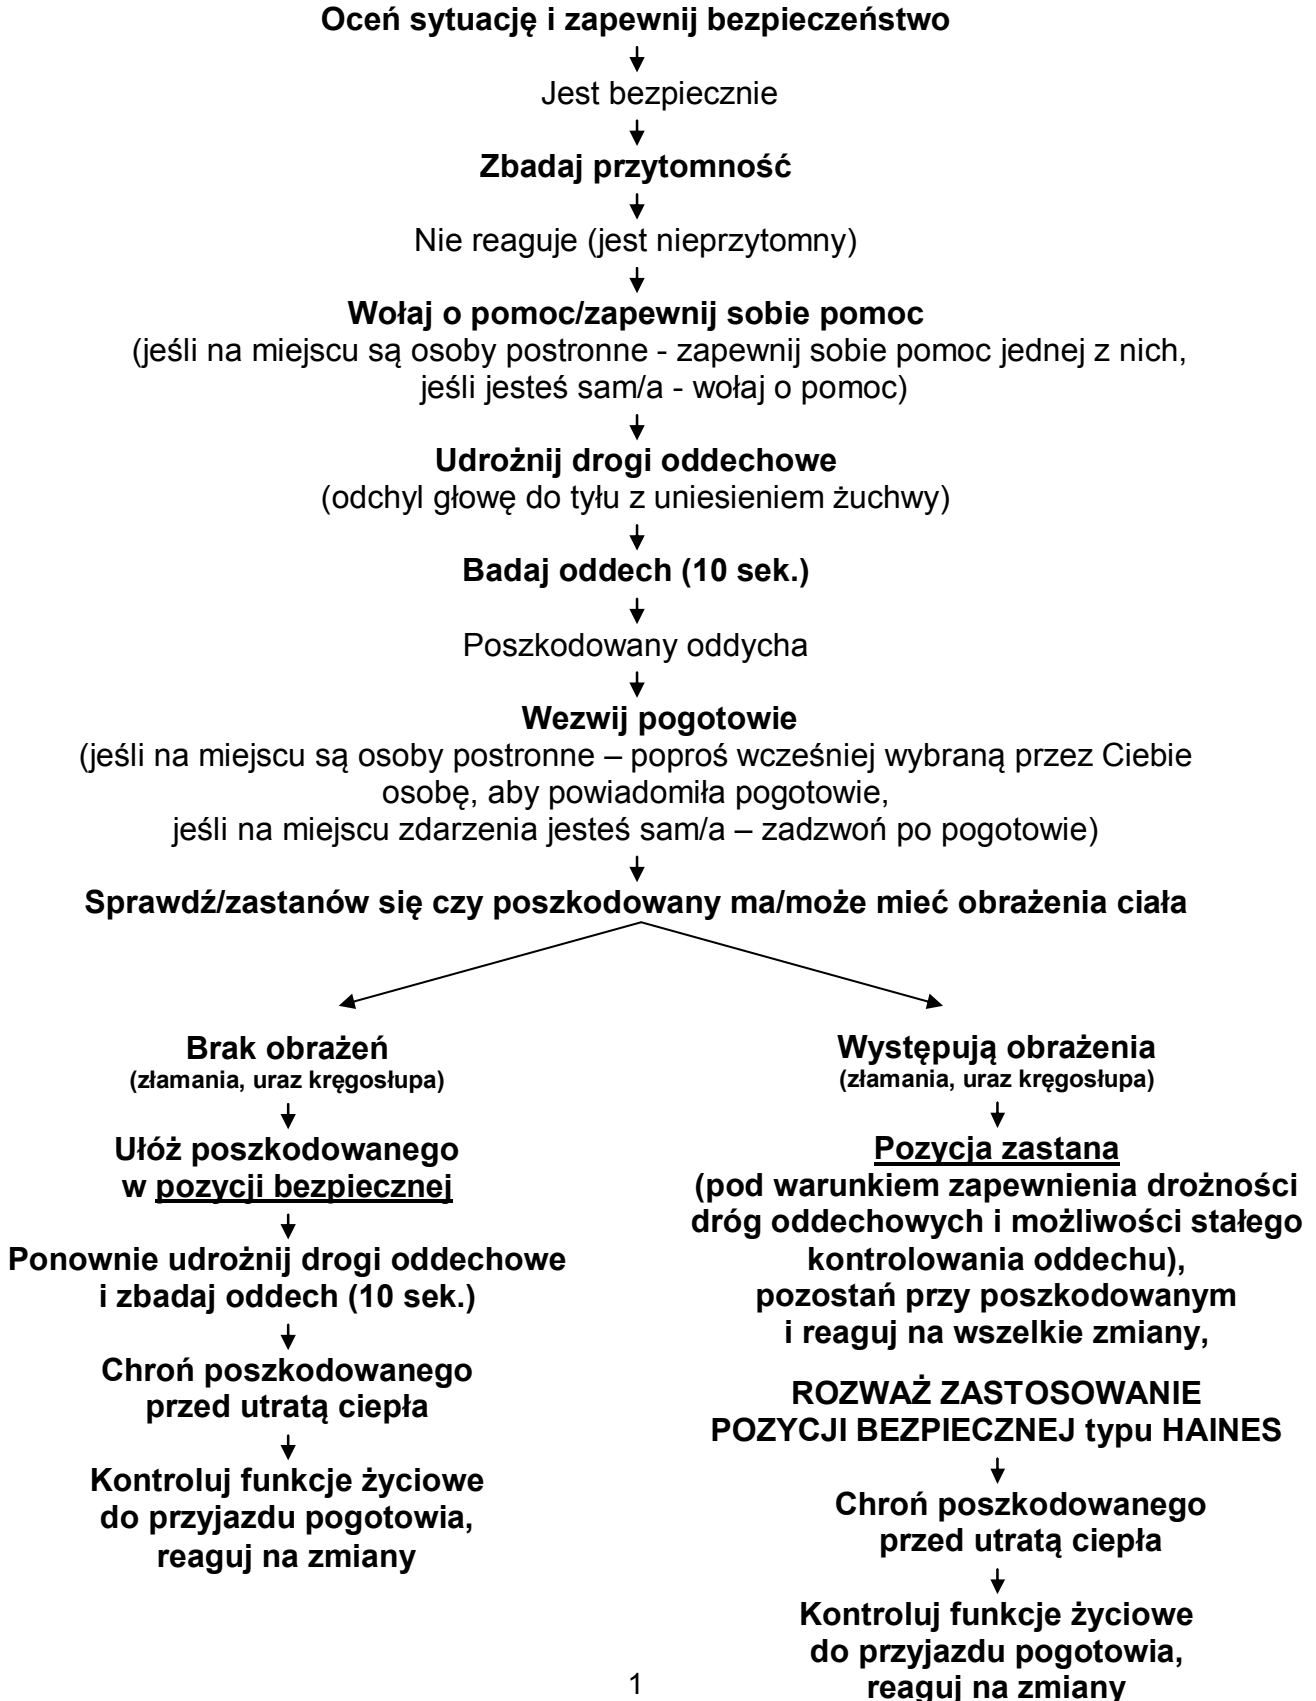 Oceń sytuację i zapewnij bezpieczeństwo
Jest bezpiecznie
Zbadaj przytomność
Nie reaguje (jest nieprzytomny)
Wołaj o pomoc/zapewnij sobie pomoc
(jeśli na miejscu są osoby postronne - zapewnij sobie pomoc jednej z nich,
jeśli jesteś sam/a - wołaj o pomoc)
Udrożnij drogi oddechowe
(odchyl głowę do tyłu z uniesieniem żuchwy)
Badaj oddech (10 sek.)
Poszkodowany oddycha
Wezwij pogotowie
(jeśli na miejscu są osoby postronne – poproś wcześniej wybraną przez Ciebie
osobę, aby powiadomiła pogotowie,
jeśli na miejscu zdarzenia jesteś sam/a – zadzwoń po pogotowie)
Sprawdź/zastanów się czy poszkodowany ma/może mieć obrażenia ciała
Brak obrażeń
(złamania, uraz kręgosłupa)
Ułóż poszkodowanego
w pozycji bezpiecznej
Ponownie udrożnij drogi oddechowe
i zbadaj oddech (10 sek.)
Chroń poszkodowanego
przed utratą ciepła
Kontroluj funkcje życiowe
do przyjazdu pogotowia,
reaguj na zmiany
Występują obrażenia
(złamania, uraz kręgosłupa)
Pozycja zastana
(pod warunkiem zapewnienia drożności
dróg oddechowych i możliwości stałego
kontrolowania oddechu),
pozostań przy poszkodowanym
i reaguj na wszelkie zmiany,
ROZWAŻ ZASTOSOWANIE
POZYCJI BEZPIECZNEJ typu HAINES
Chroń poszkodowanego
przed utratą ciepła
Kontroluj funkcje życiowe
do przyjazdu pogotowia,
reaguj na zmiany
1